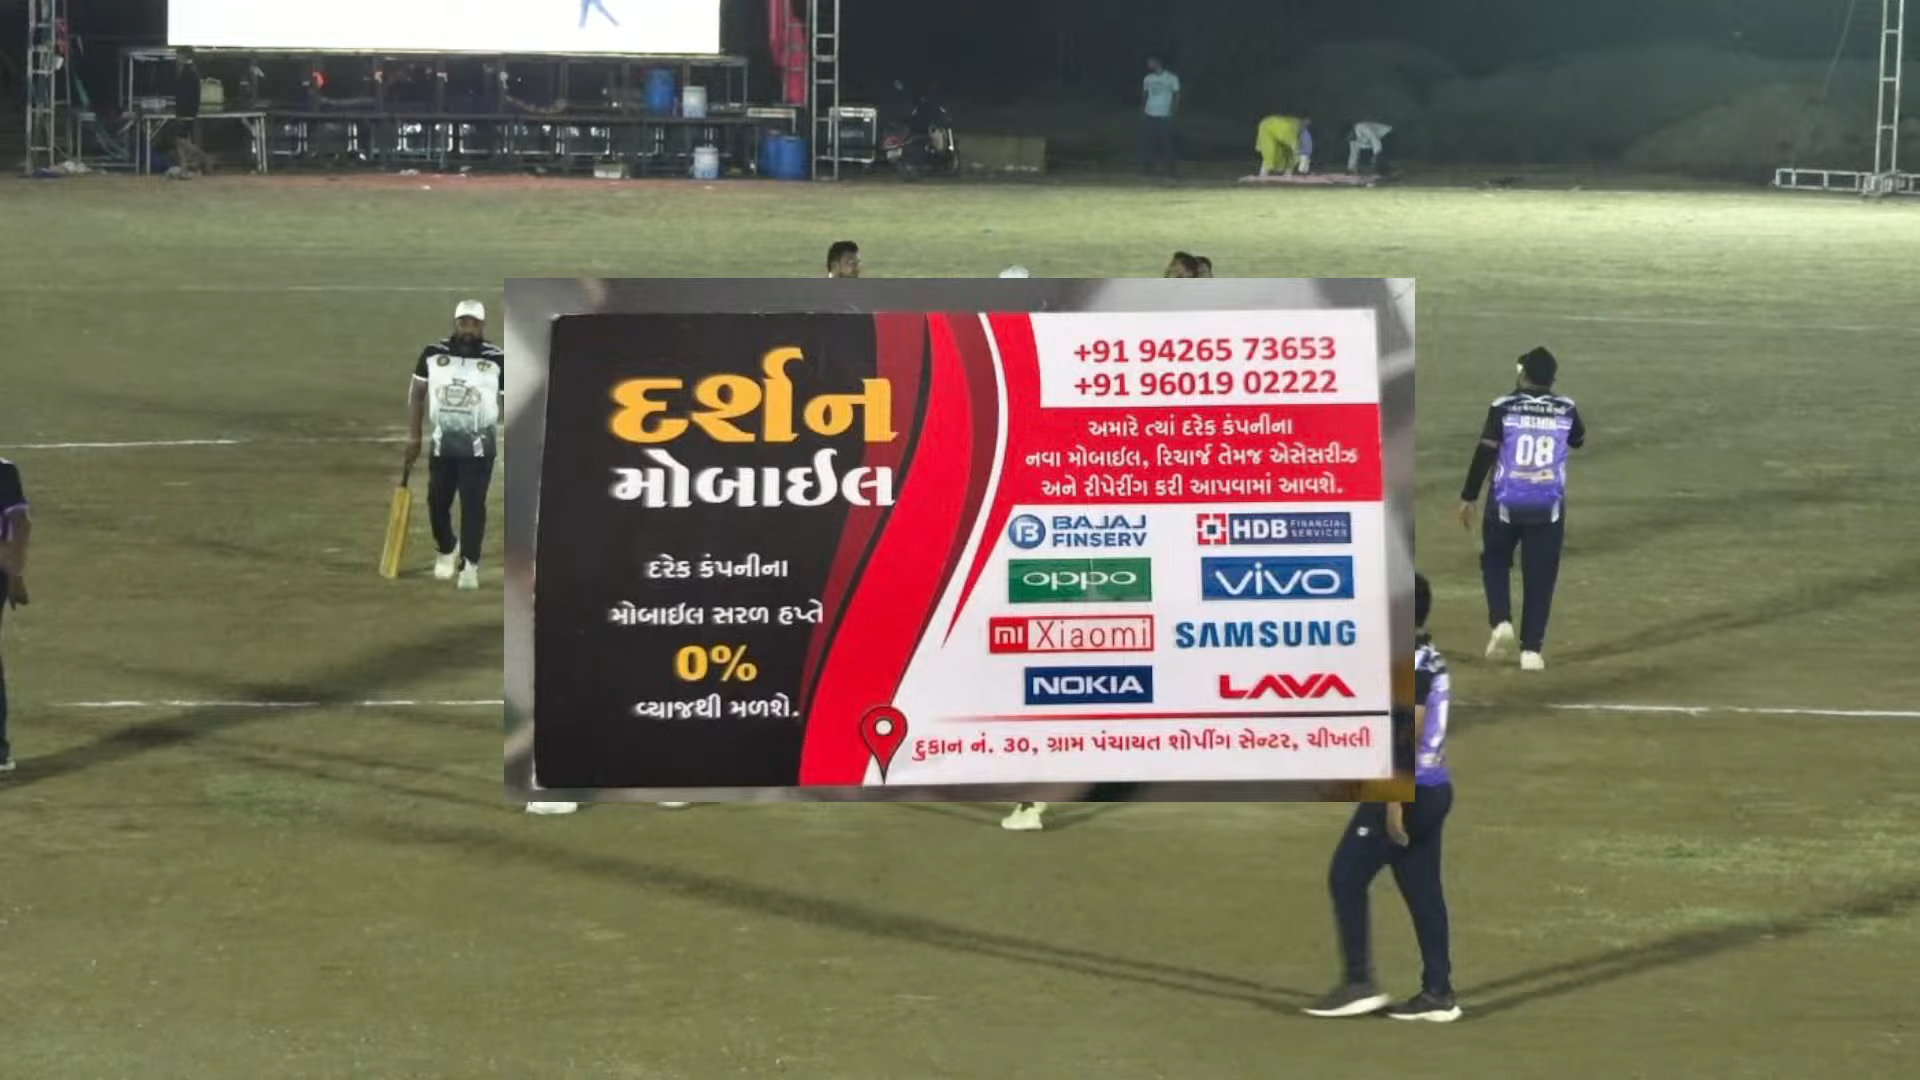 દર્શન
મોબાઈલ
દરેક કંપનીના
મોબાઇલ સરળ હપ્તે
0%
વ્યાજથી મળશે.
+91 94265 73653
+91 96019 02222
અમારે ત્યાં દરેક કંપનીના
નવા મોબાઈલ, રિચાર્જ તેમજ એસેસરીઝ
અને રીપેરીંગ કરી આપવામાં આવશે.
BAJAJ
FINSERV
HDB FINANCIAL
SERVICES
oppo
vivo
mi Xiaomi
SAMSUNG
NOKIA
LAVA
દુકાન નં. ૩૦, ગ્રામ પંચાયત શોપીંગ સેન્ટર, ચીખલી
JASMIN
08